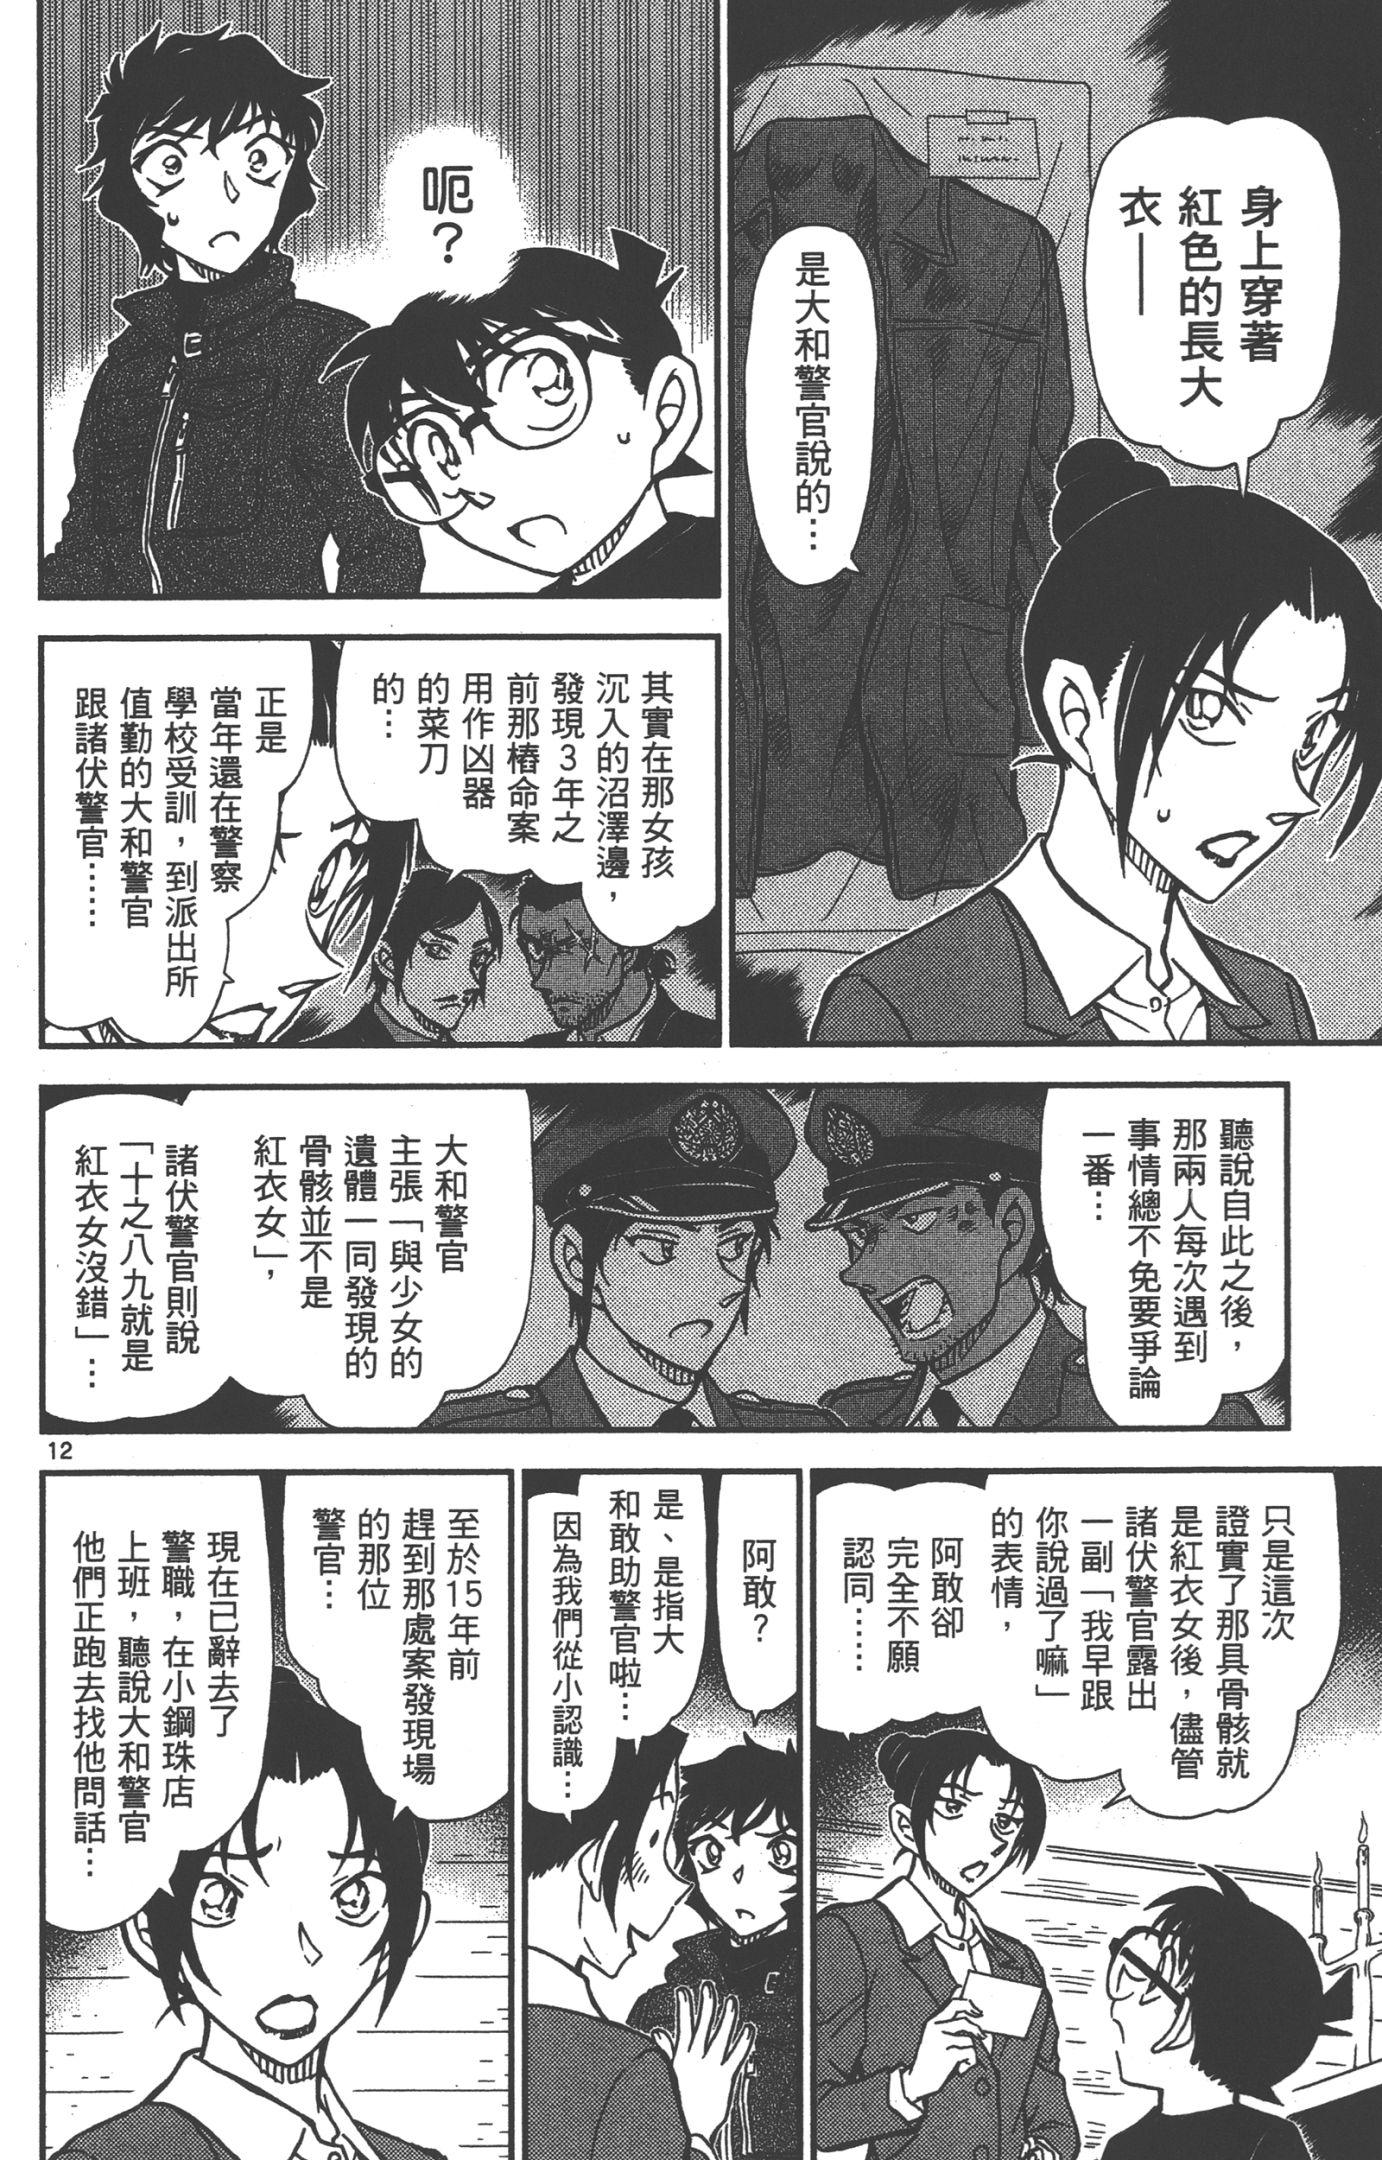 身上穿著
紅色的長大
衣——
是大和警官說的…
呃？
其實在那女孩
沉入的沼澤邊，
發現3年之
前那樁命案
用作凶器
的菜刀
的…
正是
當年還在警察
學校受訓，到派出所
值勤的大和警官
跟諸伏警官……
聽說自此之後，
那兩人每次遇到
事情總不免要爭論
一番…
大和警官
主張「與少女的
遺體一同發現的
骨骸並不是
紅衣女」，
諸伏警官則說
「十之八九就是
紅衣女沒錯」…
12
只是這次
證實了那具骨骸就
是紅衣女後，儘管
諸伏警官露出
一副「我早跟
你說過了嘛」
的表情，
阿敢卻
完全不願
認同……
阿敢？
是、是指大
和敢助警官啦…
因為我們從小認識…
至於15年前
趕到那處案發現場
的那位
警官…
現在已辭去了
警職，在小鋼珠店
上班，聽說大和警官
他們正跑去找他問話…